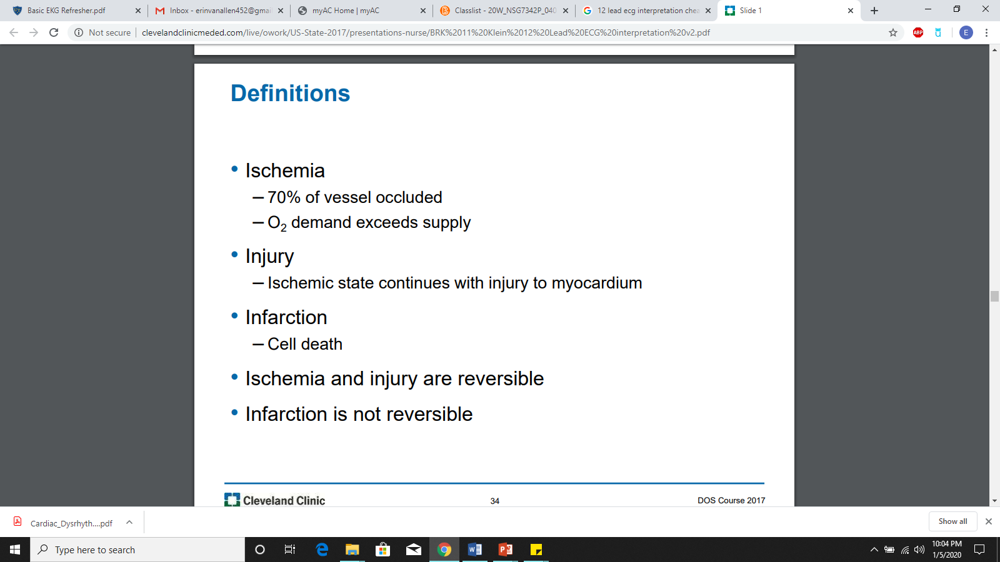 Basic EKG Refresher.pdf
Inbox - erinvanallen452@gmai
myAC Home | myAC
Classlist - 20W_NSG7342P_040
12 lead ecg interpretation chea
Slide 1
Not secure
clevelandclinicmeded.com/live/owork/US-State-2017/presentations-nurse/BRK%2011%20Klein%2012%20Lead%20ECG%20interpretation%20v2.pdf
ABP
E
Definitions
• Ischemia
– 70% of vessel occluded
– O₂ demand exceeds supply
• Injury
– Ischemic state continues with injury to myocardium
• Infarction
– Cell death
• Ischemia and injury are reversible
• Infarction is not reversible
Cleveland Clinic
34
DOS Course 2017
Cardiac_Dysrhyth....pdf
Show all
Type here to search
10:04 PM
1/5/2020